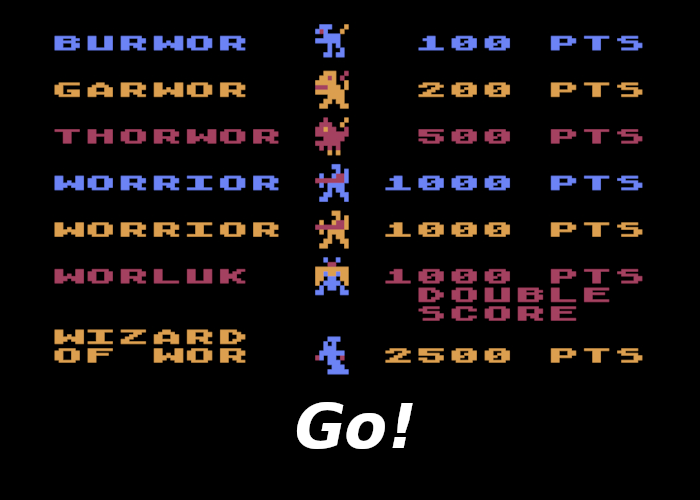 BURWOR 100 PTS
GARWOR 200 PTS
THORWOR 500 PTS
WORRIOR 1000 PTS
WORRIOR 1000 PTS
WORLUK 1000 PTS
DOUBLE
SCORE
WIZARD
OF WOR 2500 PTS
Go!